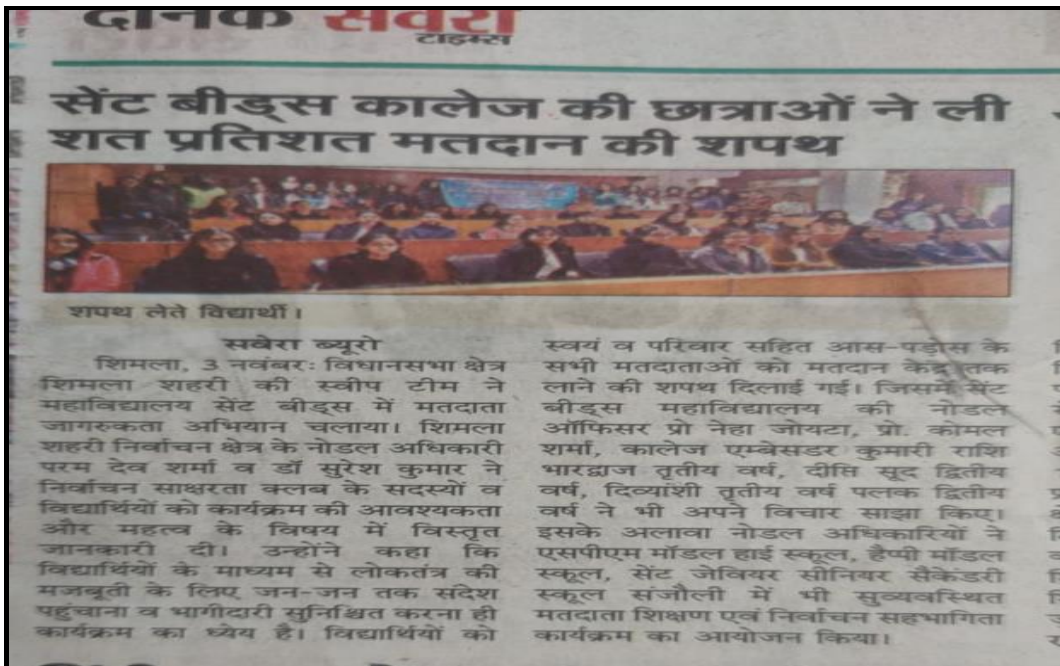 दैनिक सवेरा
टाइम्स
सेंट बीड्स कालेज की छात्राओं ने ली
शत प्रतिशत मतदान की शपथ
शपथ लेते विद्यार्थी।
सवेरा ब्यूरो
शिमला, 3 नवंबर: विधानसभा क्षेत्र
शिमला शहरी की स्वीप टीम ने
महाविद्यालय सेंट बीड्स में मतदाता
जागरुकता अभियान चलाया। शिमला
शहरी निर्वाचन क्षेत्र के नोडल अधिकारी
परम देव शर्मा व डॉ सुरेश कुमार ने
निर्वाचन साक्षरता क्लब के सदस्यों व
विद्यार्थियों को कार्यक्रम की आवश्यकता
और महत्व के विषय में विस्तृत
जानकारी दी। उन्होंने कहा कि
विद्यार्थियों के माध्यम से लोकतंत्र की
मजबूती के लिए जन-जन तक संदेश
पहुंचाना व भागीदारी सुनिश्चित करना ही
कार्यक्रम का ध्येय है। विद्यार्थियों को
स्वयं व परिवार सहित आस-पड़ोस के
सभी मतदाताओं को मतदान केंद्र तक
लाने की शपथ दिलाई गई। जिसमें सेंट
बीड्स महाविद्यालय की नोडल
ऑफिसर प्रो नेहा जोयटा, प्रो. कोमल
शर्मा, कालेज एम्बेसडर कुमारी राशि
भारद्वाज तृतीय वर्ष, दीप्ति सूद द्वितीय
वर्ष, दिव्यांशी तृतीय वर्ष पलक द्वितीय
वर्ष ने भी अपने विचार साझा किए।
इसके अलावा नोडल अधिकारियों ने
एसपीएम मॉडल हाई स्कूल, हैप्पी मॉडल
स्कूल, सेंट जेवियर सीनियर सैकेंडरी
स्कूल संजौली में भी सुव्यवस्थित
मतदाता शिक्षण एवं निर्वाचन सहभागिता
कार्यक्रम का आयोजन किया।